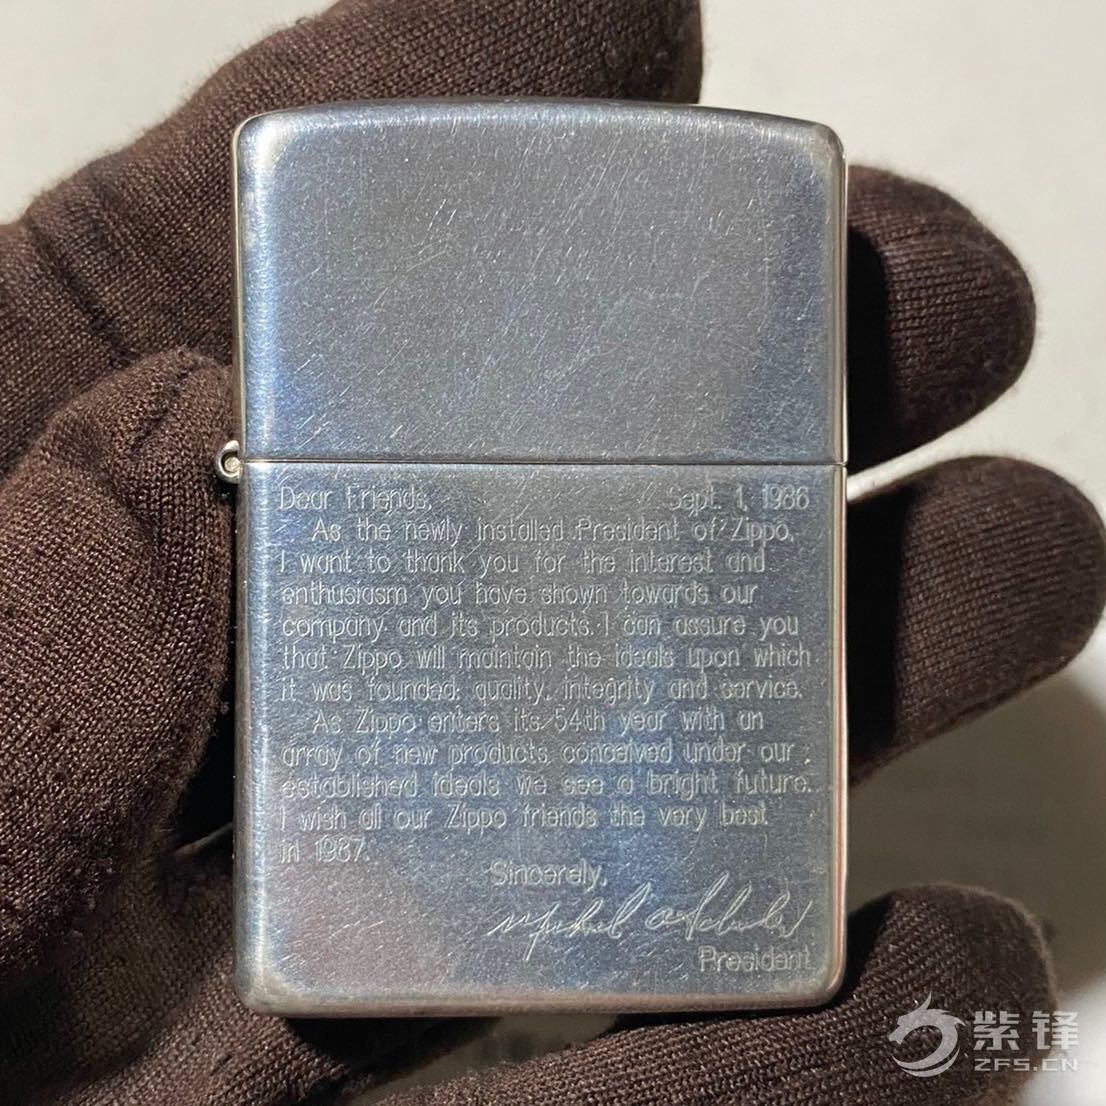 Dear Friends, Sept. 1, 1986
As the newly installed President of Zippo,
I want to thank you for the interest and
enthusiasm you have shown towards our
company and its products. I can assure you
that Zippo will maintain the ideals upon which
it was founded: quality, integrity and service.
As Zippo enters its 54th year with an
array of new products, conceived under our
established ideals we see a bright future.
I wish all our Zippo friends the very best
in 1987.
Sincerely,
President
紫锋
ZFS.CN